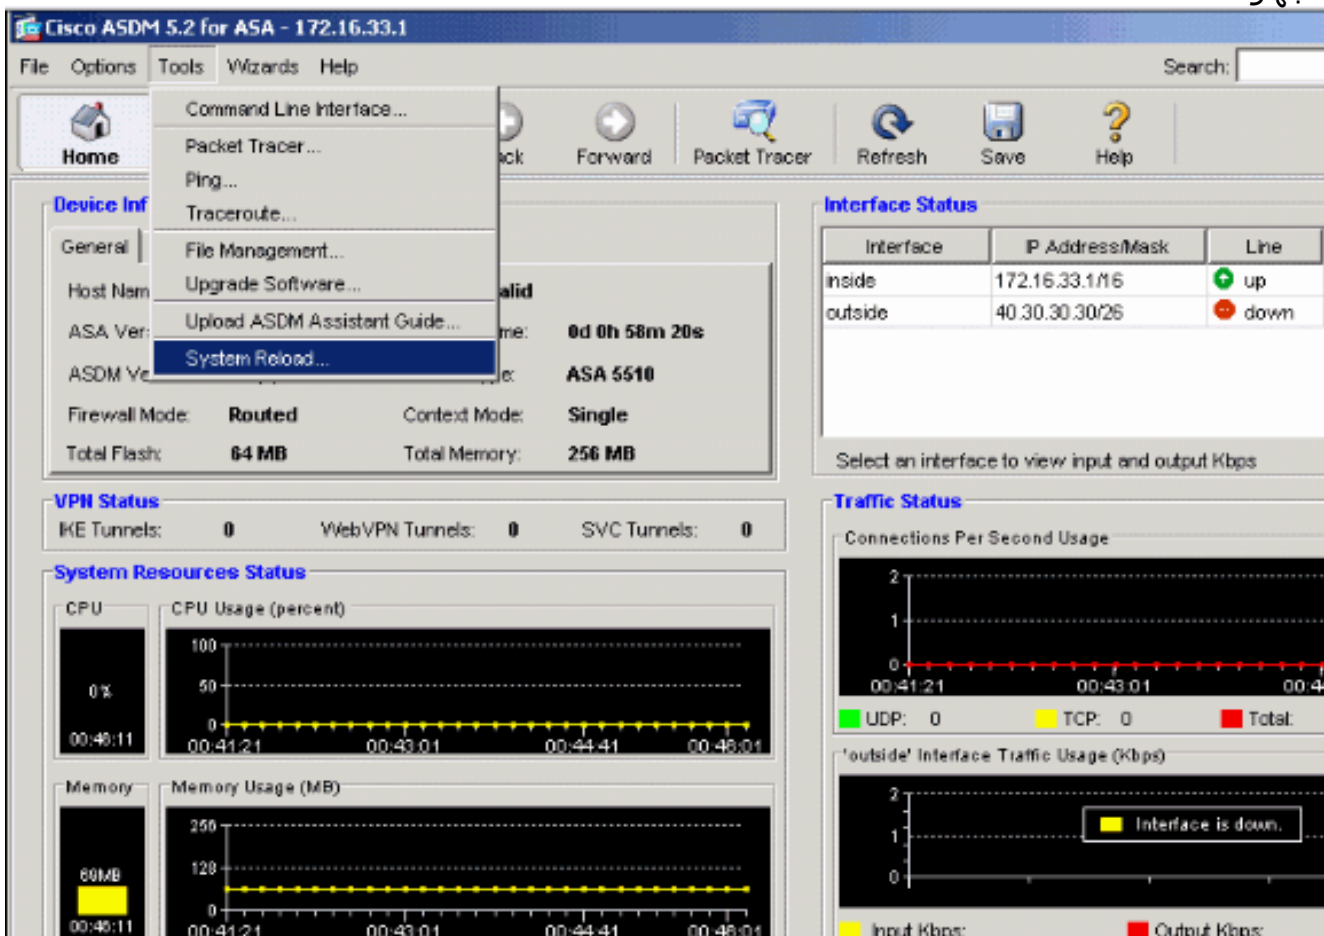 Cisco ASDM 5.2 for ASA - 172.16.33.1
File Options Tools Wizards Help Search:
Command Line Interface...
Packet Tracer...
Ping...
Traceroute...
File Management...
Upgrade Software...
Upload ASDM Assistant Guide...
System Reload...
Home Forward Packet Tracer Refresh Save Help
Device Inf
General
Host Nam alid
ASA Ver: me: 0d 0h 58m 20s
ASDM Ve ASA 5510
Firewall Mode: Routed Context Mode: Single
Total Flash: 64 MB Total Memory: 256 MB
Interface Status
Interface IP Address/Mask Line
inside 172.16.33.1/16 up
outside 40.30.30.30/26 down
Select an interface to view input and output Kbps
VPN Status
IKE Tunnels: 0 WebVPN Tunnels: 0 SVC Tunnels: 0
System Resources Status
CPU
0%
00:46:11
CPU Usage (percent)
100
50
0
00:41:21 00:43:01 00:44:41 00:46:01
Memory
69MB
00:46:11
Memory Usage (MB)
256
128
0
00:41:21 00:43:01 00:44:41 00:46:01
Traffic Status
Connections Per Second Usage
2
1
0
00:41:21 00:43:01 00:4
UDP: 0 TCP: 0 Total:
'outside' Interface Traffic Usage (Kbps)
2
1
0
Interface is down.
Input Kbps: Output Kbps: